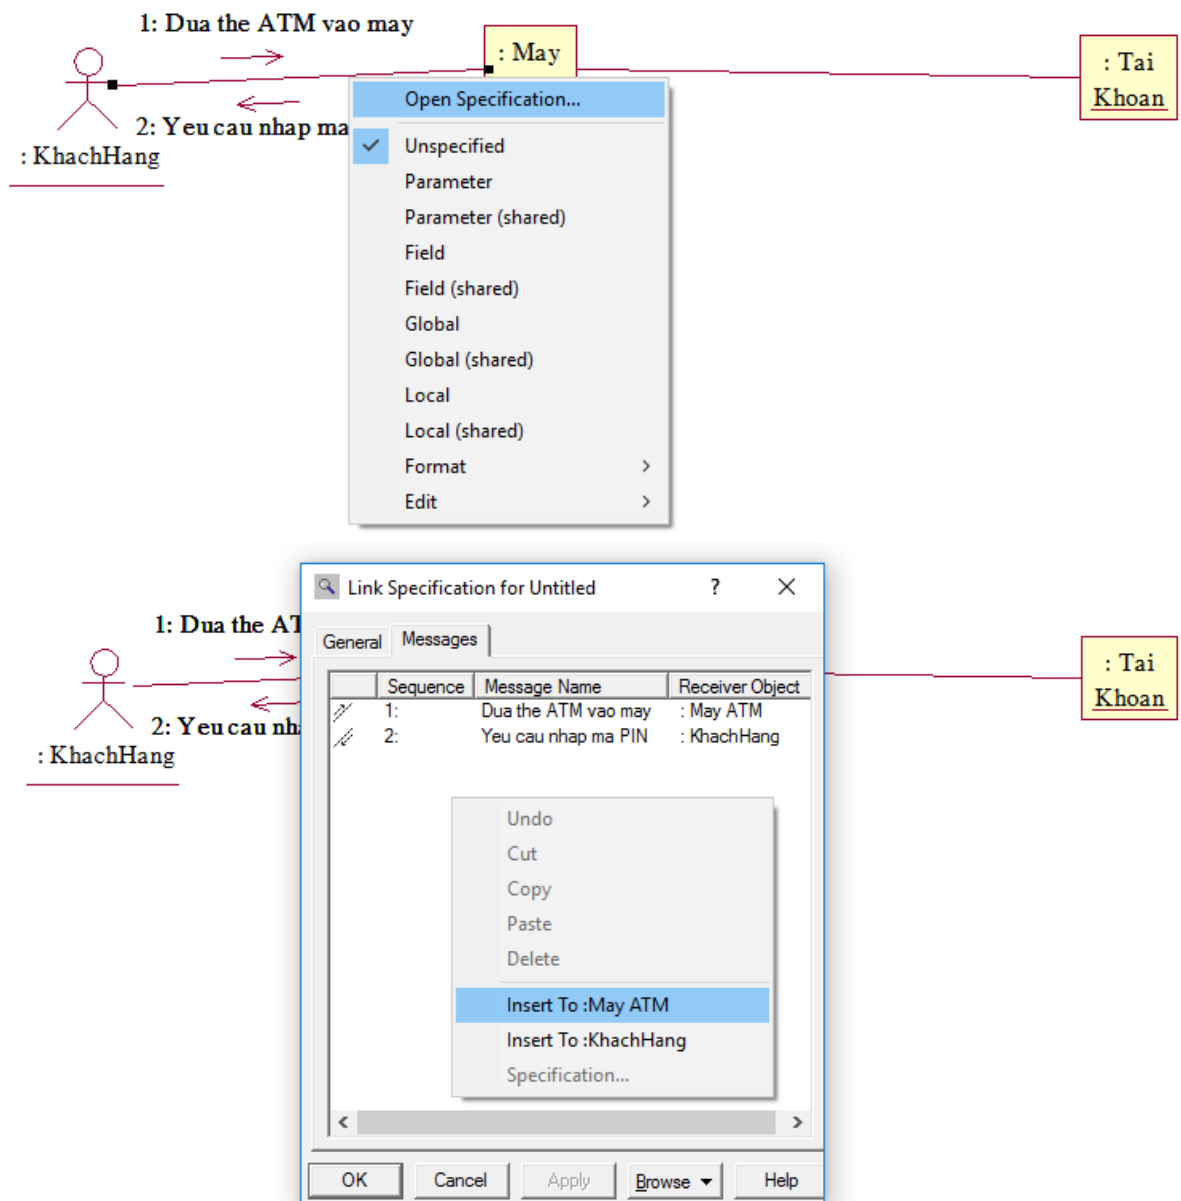 1: Dua the ATM vao may
: May
: Tai
Khoan
2: Yeu cau nhap ma
: KhachHang
Open Specification...
Unspecified
Parameter
Parameter (shared)
Field
Field (shared)
Global
Global (shared)
Local
Local (shared)
Format
Edit
Link Specification for Untitled
?
1: Dua the AT
General Messages
Sequence Message Name Receiver Object
1: Dua the ATM vao may : May ATM
2: Yeu cau nhap ma PIN : KhachHang
: Tai
Khoan
2: Yeu cau nh
: KhachHang
Undo
Cut
Copy
Paste
Delete
Insert To :May ATM
Insert To :KhachHang
Specification...
OK Cancel Apply Browse Help